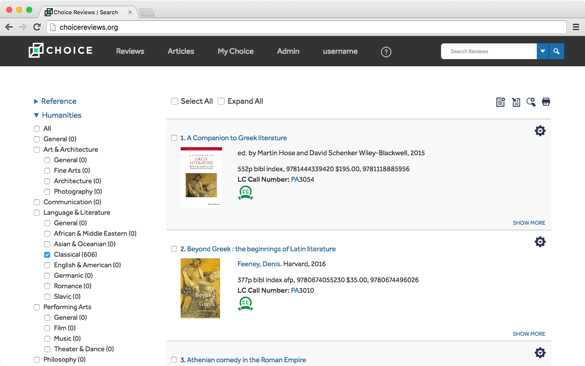 Choice Reviews | Search
choicereviews.org
CHOICE
Reviews
Articles
My Choice
Admin
username
?
Search Reviews
Reference
Humanities
All
General (0)
Art & Architecture
General (0)
Fine Arts (0)
Architecture (0)
Photography (0)
Communication (0)
Language & Literature
General (0)
African & Middle Eastern (0)
Asian & Oceanian (0)
Classical (606)
English & American (0)
Germanic (0)
Romance (0)
Slavic (0)
Performing Arts
General (0)
Film (0)
Music (0)
Theater & Dance (0)
Philosophy (0)
Select All
Expand All
1. A Companion to Greek literature
GREEK
LITERATURE
ed. by Martin Hose and David Schenker Wiley-Blackwell, 2015
552p bibl index, 9781444339420 $195.00, 9781118885956
LC Call Number: PA3054
CC
SHOW MORE
2. Beyond Greek : the beginnings of Latin literature
Beyond
Greek
Feeney, Denis. Harvard, 2016
377p bibl index afp, 9780674055230 $35.00, 9780674496026
LC Call Number: PA3010
CC
SHOW MORE
3. Athenian comedy in the Roman Empire